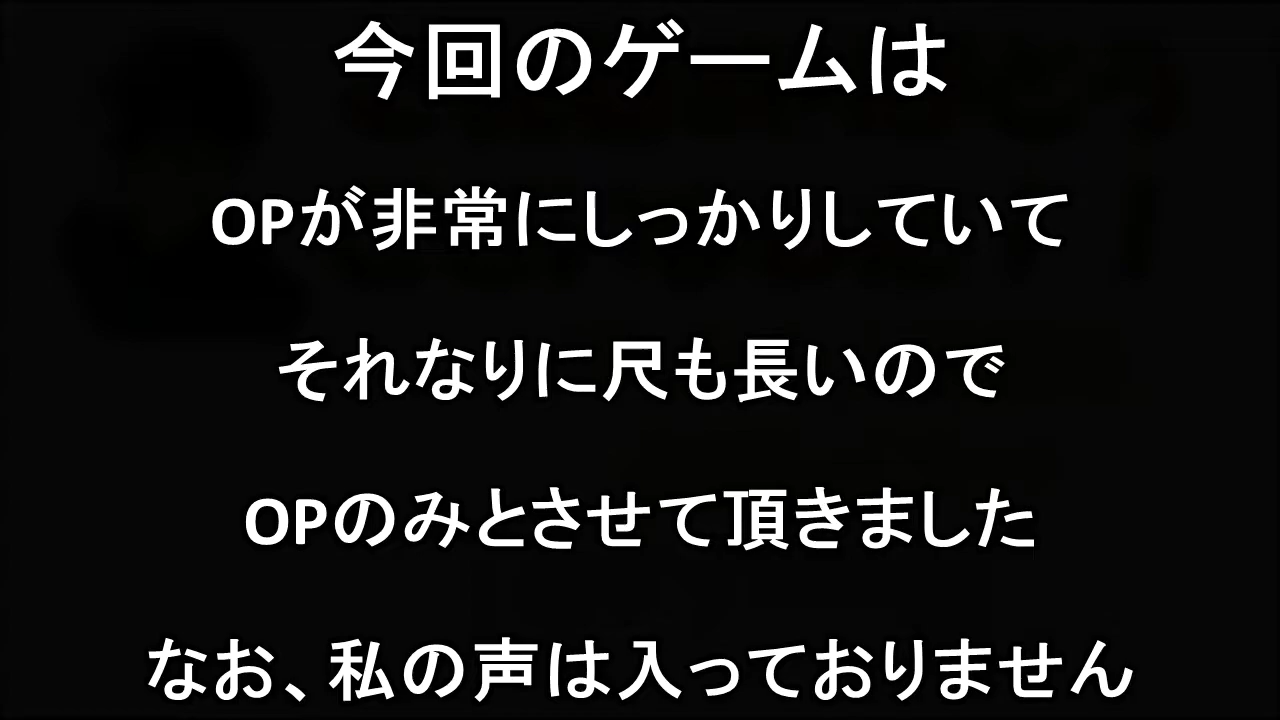 今回のゲームは
OPが非常にしっかりしていて
それなりに尺も長いので
OPのみとさせて頂きました
なお、私の声は入っておりません